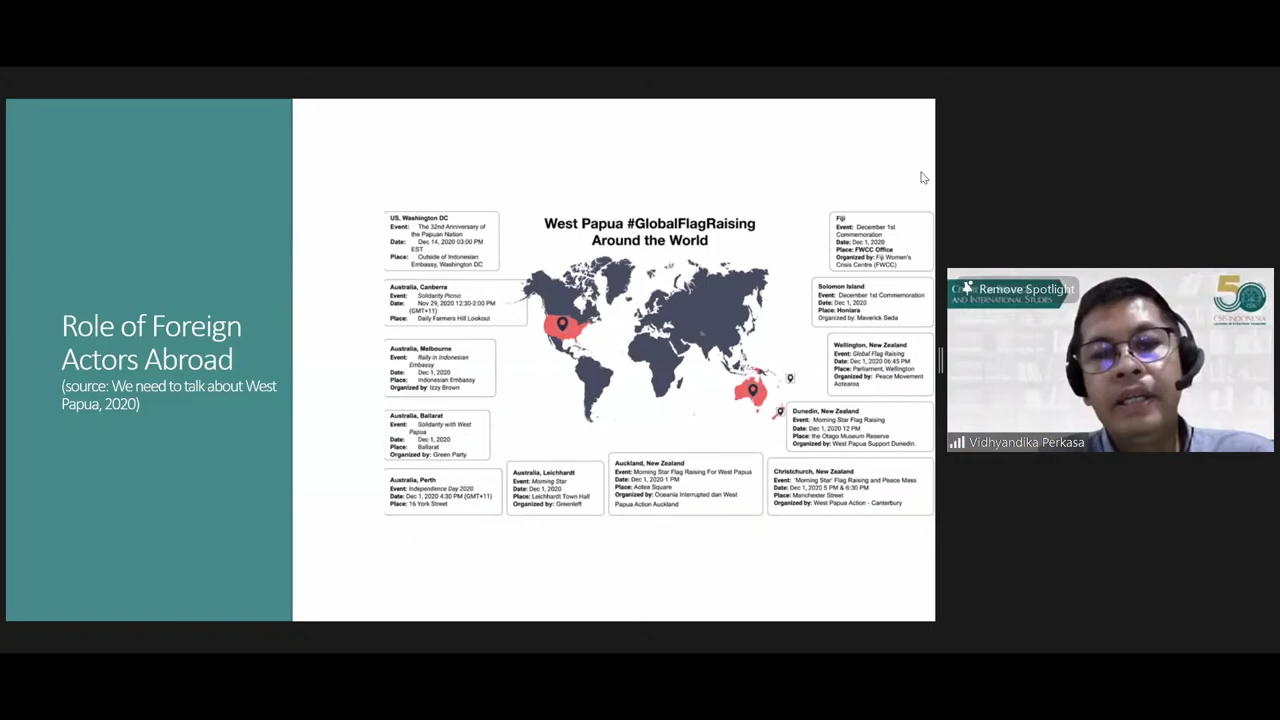 Role of Foreign
Actors Abroad
(source: We need to talk about West
Papua, 2020)
West Papua #GlobalFlagRaising
Around the World
US, Washington DC
Event: The 32nd Anniversary of
the Papuan Nation
Date: Dec 14, 2020 03:00 PM
EST
Place: Outside of Indonesian
Embassy, Washington DC
Australia, Canberra
Event: Solidarity Picnic
Date: Nov 29, 2020 12:30-2:00 PM
(GMT+11)
Place: Daily Farmers Hill Lookout
Australia, Melbourne
Event: Rally in Indonesian
Embassy
Date: Dec 1, 2020
Place: Indonesian Embassy
Organized by: Izzy Brown
Australia, Ballarat
Event: Solidarity with West
Papua
Date: Dec 1, 2020
Place: Ballarat
Organized by: Green Party
Australia, Perth
Event: Independence Day 2020
Date: Dec 1, 2020 4:30 PM (GMT+11)
Place: 16 York Street
Australia, Leichhardt
Event: Morning Star
Date: Dec 1, 2020
Place: Leichhardt Town Hall
Organized by: Greenleft
Auckland, New Zealand
Event: Morning Star Flag Raising For West Papua
Date: Dec 1, 2020 1 PM
Place: Aotea Square
Organized by: Oceania Interrupted dan West
Papua Action Auckland
Fiji
Event: December 1st
Commemoration
Date: Dec 1, 2020
Place: FWCC Office
Organized by: Fiji Women's
Crisis Centre (FWCC)
Solomon Island
Event: December 1st Commemoration
Date: Dec 1, 2020
Place: Honiara
Organized by: Maverick Seda
Wellington, New Zealand
Event: Global Flag Raising
Date: Dec 1, 2020 06:45 PM
Place: Parliament, Wellington
Organized by: Peace Movement
Aotearoa
Dunedin, New Zealand
Event: Morning Star Flag Raising
Date: Dec 1, 2020 12 PM
Place: the Otago Museum Reserve
Organized by: West Papua Support Dunedin.
Christchurch, New Zealand
Event: 'Morning Star' Flag Raising and Peace Mass
Date: Dec 1, 2020 5 PM & 6:30 PM
Place: Manchester Street
Organized by: West Papua Action - Canterbury
Remove Spotlight
AND INTERNATIONAL STUDIES
CSIS INDONESIA
Vidhyandika Perkasa